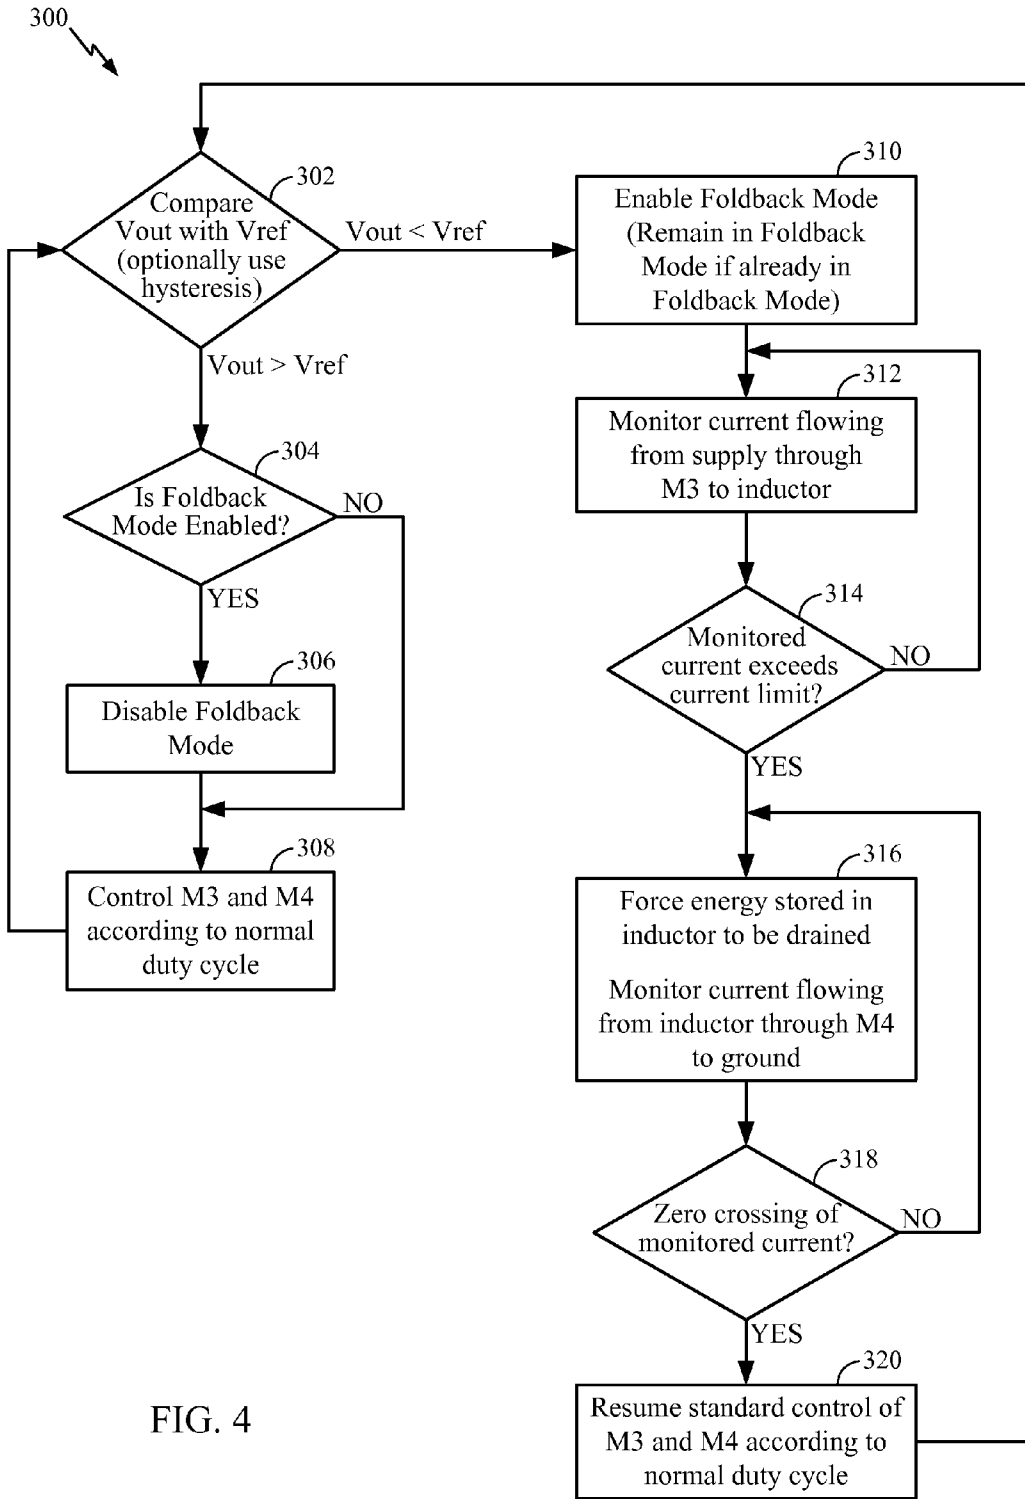 300
302
Compare
Vout with Vref
(optionally use
hysteresis)
Vout < Vref
Vout > Vref
304
Is Foldback
Mode Enabled?
NO
YES
306
Disable Foldback
Mode
308
Control M3 and M4
according to normal
duty cycle
310
Enable Foldback Mode
(Remain in Foldback
Mode if already in
Foldback Mode)
312
Monitor current flowing
from supply through
M3 to inductor
314
Monitored
current exceeds
current limit?
NO
YES
316
Force energy stored in
inductor to be drained
Monitor current flowing
from inductor through M4
to ground
318
Zero crossing of
monitored current?
NO
YES
320
Resume standard control of
M3 and M4 according to
normal duty cycle
FIG. 4